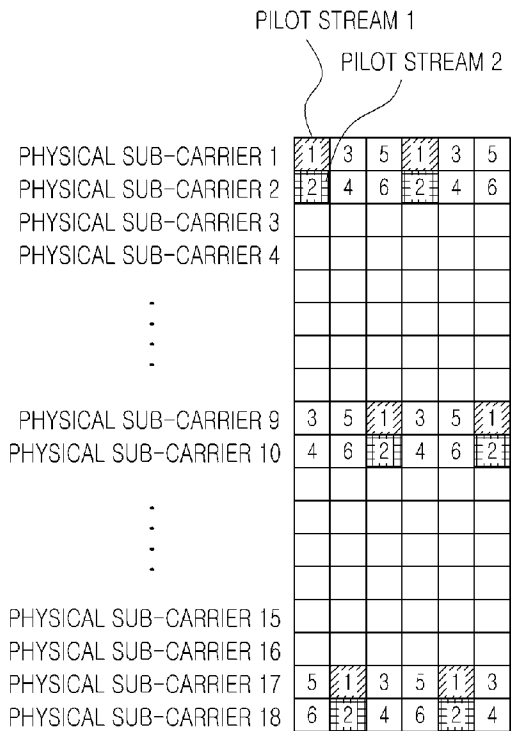 PILOT STREAM 1
PILOT STREAM 2
PHYSICAL SUB-CARRIER 1 1 3 5 1 3 5
PHYSICAL SUB-CARRIER 2 2 4 6 2 4 6
PHYSICAL SUB-CARRIER 3
PHYSICAL SUB-CARRIER 4
PHYSICAL SUB-CARRIER 9 3 5 1 3 5 1
PHYSICAL SUB-CARRIER 10 4 6 2 4 6 2
PHYSICAL SUB-CARRIER 15
PHYSICAL SUB-CARRIER 16
PHYSICAL SUB-CARRIER 17 5 1 3 5 1 3
PHYSICAL SUB-CARRIER 18 6 2 4 6 2 4